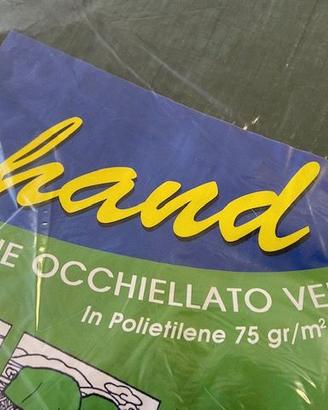 hand
E OCCHIELLATO VE
In Polietilene 75 gr/m²